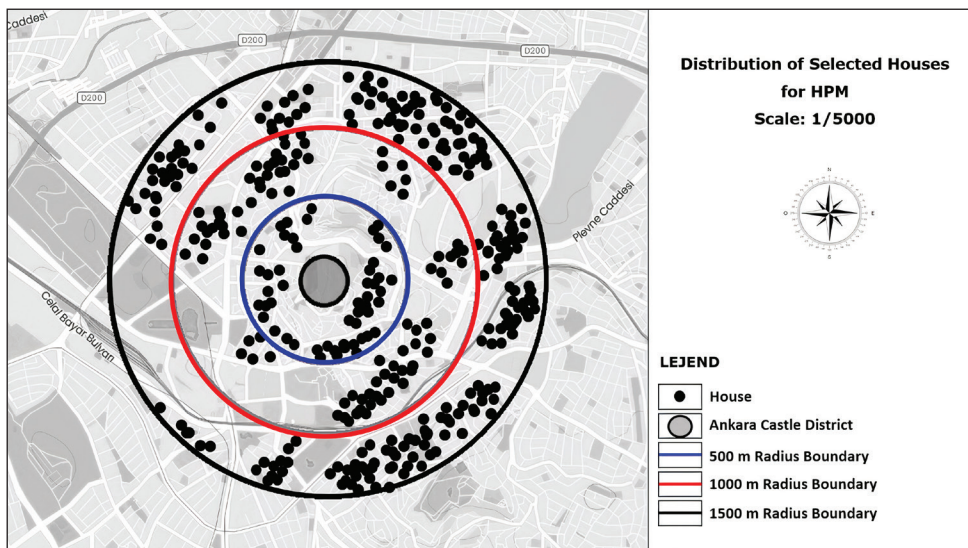 Caddesi
D200
D200
D200
Plevne Caddesi
Celal Bayar Bulvarı
Distribution of Selected Houses
for HPM
Scale: 1/5000
N
O
E
S
LEJEND
House
Ankara Castle District
500 m Radius Boundary
1000 m Radius Boundary
1500 m Radius Boundary